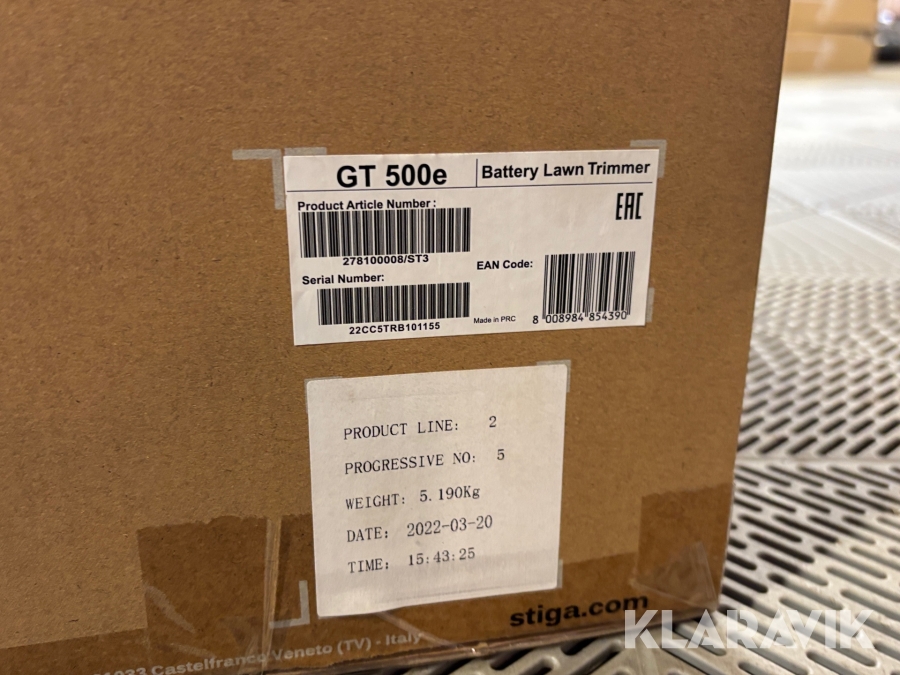 GT 500e
Battery Lawn Trimmer
Product Article Number :
EAC
278100008/ST3
Serial Number:
EAN Code:
22CC5TRB101155
Made in PRC
8 008984 854390
PRODUCT LINE: 2
PROGRESSIVE NO: 5
WEIGHT: 5.190Kg
DATE: 2022-03-20
TIME: 15:43:25
stiga.com
Castelfranco Veneto (TV) - Italy
KLARAVIK